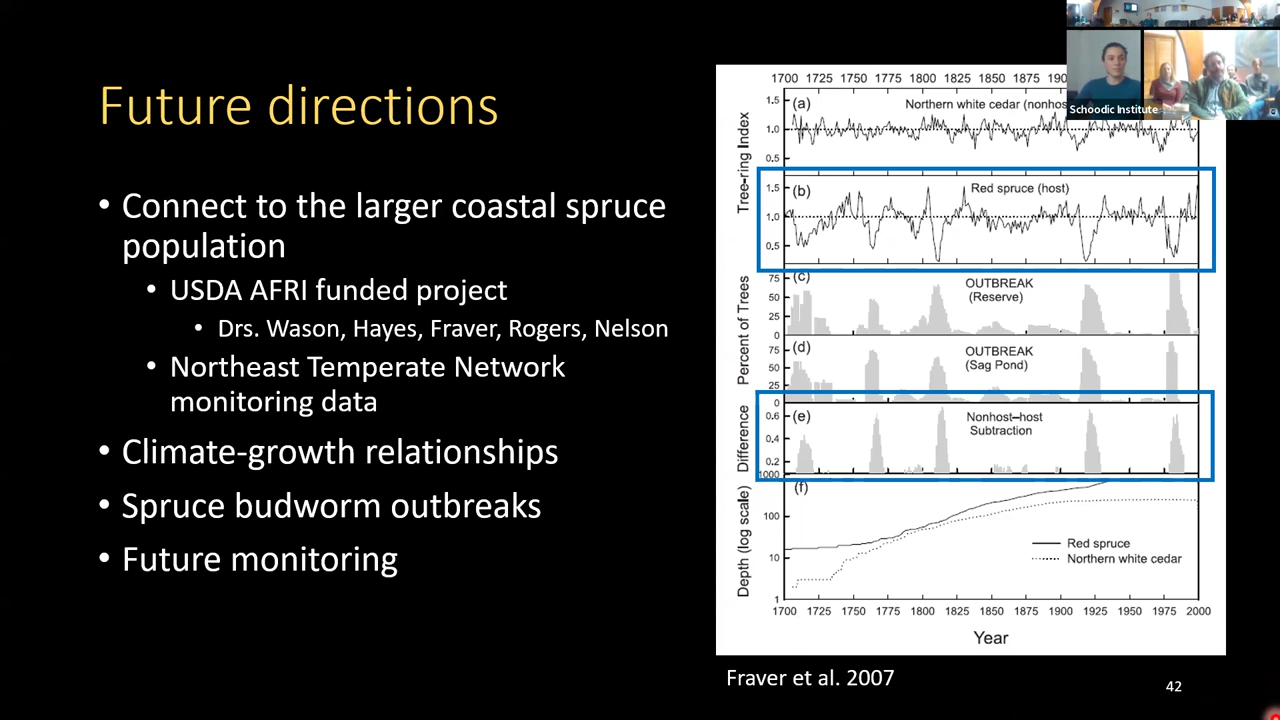 Future directions
• Connect to the larger coastal spruce
population
• USDA AFRI funded project
• Drs. Wason, Hayes, Fraver, Rogers, Nelson
• Northeast Temperate Network
monitoring data
• Climate-growth relationships
• Spruce budworm outbreaks
• Future monitoring
Schoodic Institute
1700 1725 1750 1775 1800 1825 1850 1875
(a)
Northern white cedar (nonhos
1.5
1.0
0.5
Tree-ring Index
(b)
Red spruce (host)
1.5
1.0
0.5
(c)
OUTBREAK
(Reserve)
75
50
25
0
Percent of Trees
(d)
OUTBREAK
(Sag Pond)
75
50
25
0
(e)
Nonhost–host
Subtraction
0.6
0.4
0.2
Difference
(f)
1000
100
10
1
Depth (log scale)
Red spruce
Northern white cedar
1700 1725 1750 1775 1800 1825 1850 1875 1900 1925 1950 1975 2000
Year
Fraver et al. 2007
42